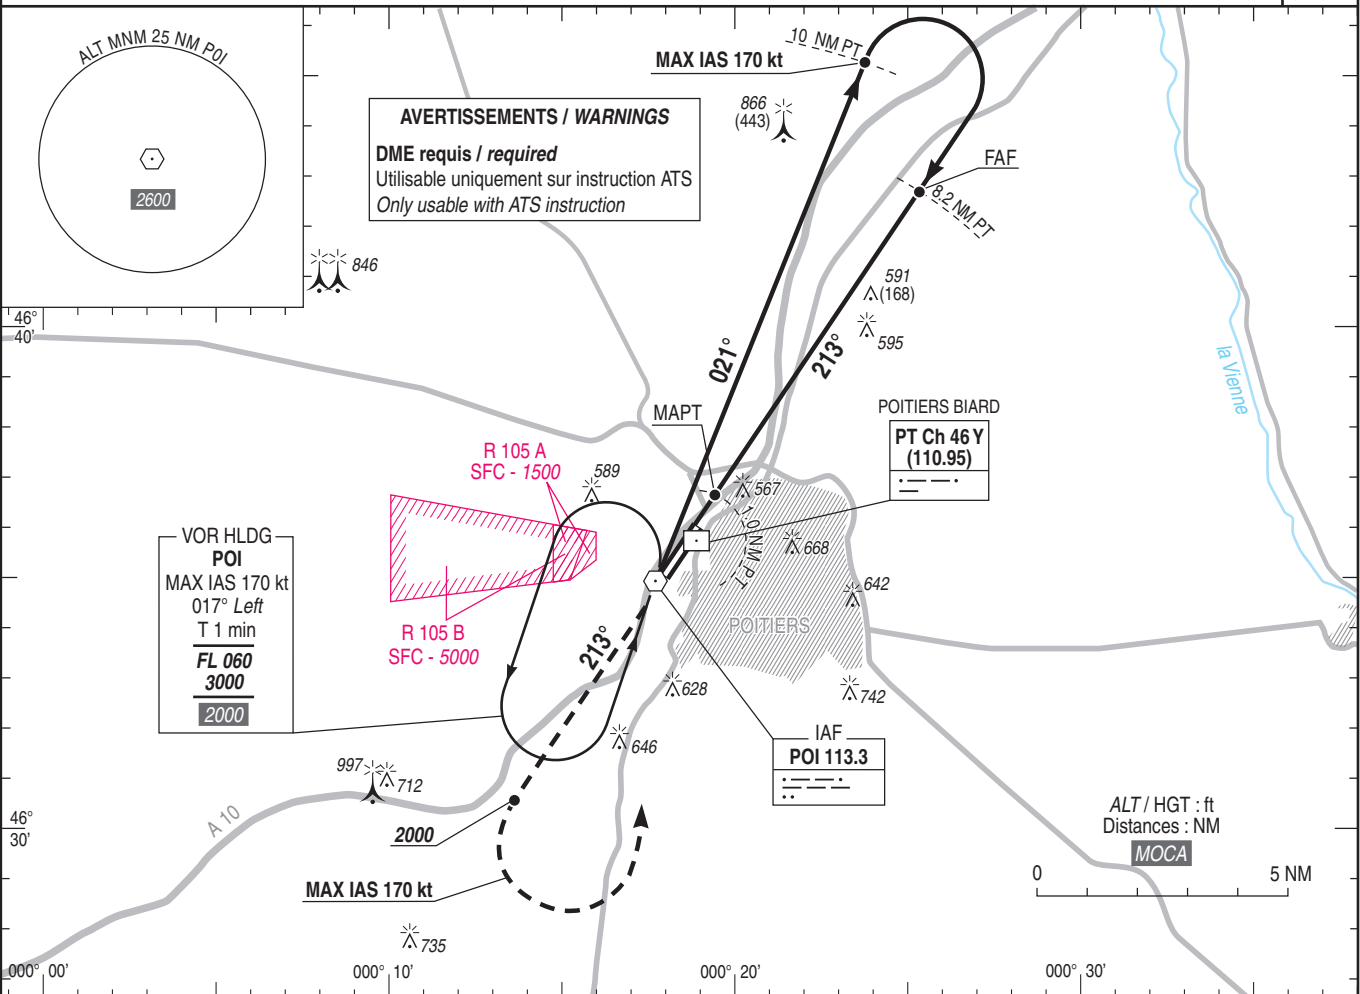 ALT MNM 25 NM POI
2600
AVERTISSEMENTS / WARNINGS
DME requis / required
Utilisable uniquement sur instruction ATS
Only usable with ATS instruction
MAX IAS 170 kt
10 NM PT
866
(443)
FAF
8.2 NM PT
846
46°
40'
591
(168)
595
021°
213°
la Vienne
MAPT
POITIERS BIARD
PT Ch 46 Y
(110.95)
R 105 A
SFC - 1500
589
567
1.0 NM PT
668
VOR HLDG
POI
MAX IAS 170 kt
017° Left
T 1 min
FL 060
3000
2000
642
POITIERS
R 105 B
SFC - 5000
213°
628
742
646
IAF
POI 113.3
997
712
A 10
46°
30'
2000
ALT / HGT : ft
Distances : NM
MOCA
0
5 NM
MAX IAS 170 kt
735
000° 00'
000° 10'
000° 20'
000° 30'